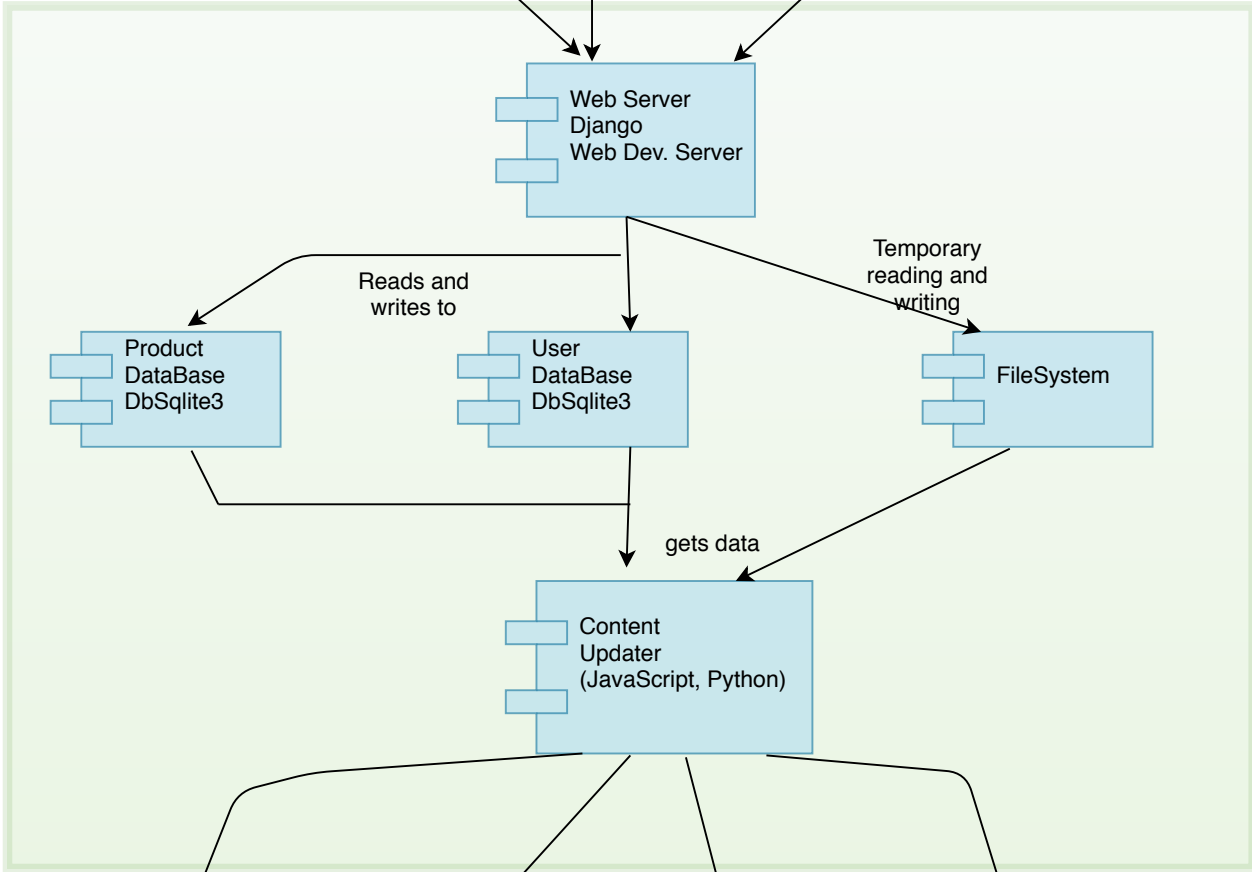 Web Server
Django
Web Dev. Server
Temporary
reading and
writing
Reads and
writes to
Product
DataBase
DbSqlite3
User
DataBase
DbSqlite3
FileSystem
gets data
Content
Updater
(JavaScript, Python)